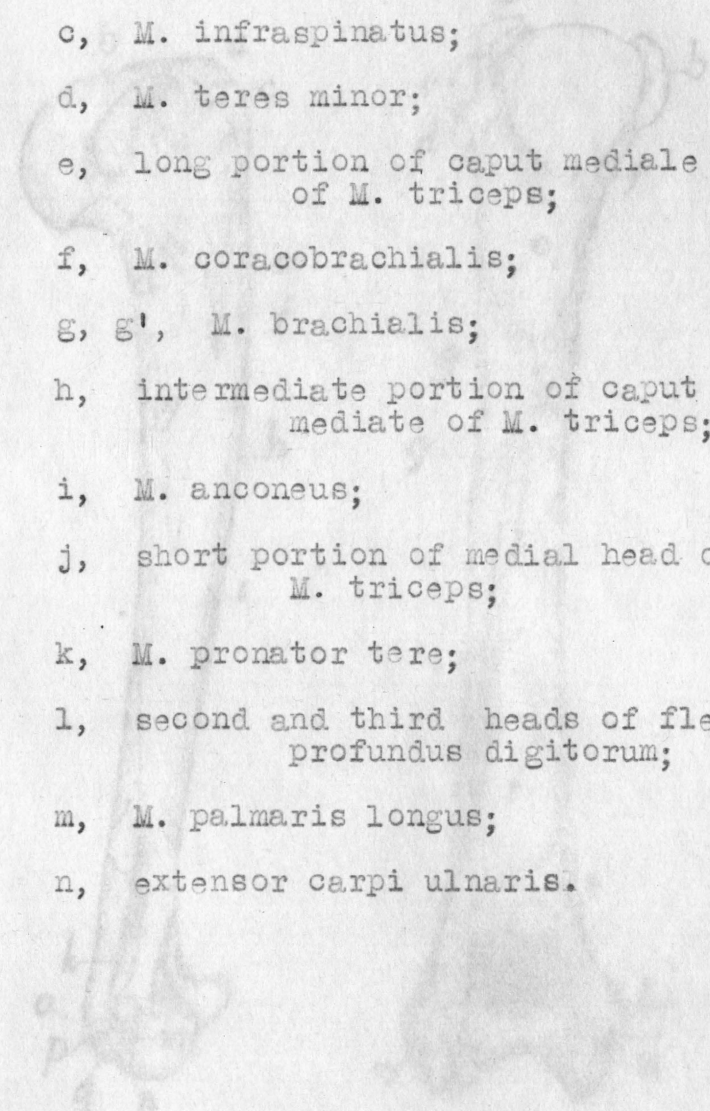 c, M. infraspinatus;
d, M. teres minor;
e, long portion of caput mediale
of M. triceps;
f, M. coracobrachialis;
g, g', M. brachialis;
h, intermediate portion of caput
mediate of M. triceps;
i, M. anconeus;
j, short portion of medial head
M. triceps;
k, M. pronator tere;
l, second and third heads of
profundus digitorum;
m, M. palmaris longus;
n, extensor carpi ulnaris.